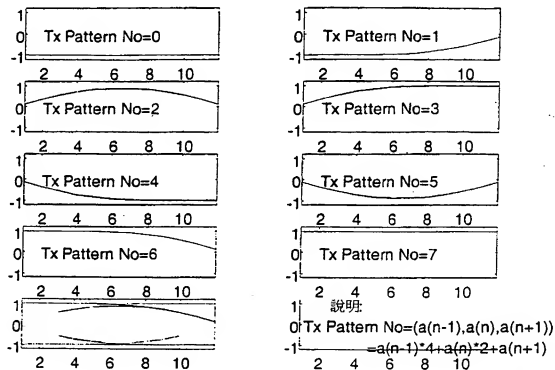 1
0
-1
Tx Pattern No=0
2 4 6 8 10
1
0
-1
Tx Pattern No=1
2 4 6 8 10
1
0
-1
Tx Pattern No=2
2 4 6 8 10
1
0
-1
Tx Pattern No=3
2 4 6 8 10
1
0
-1
Tx Pattern No=4
2 4 6 8 10
1
0
-1
Tx Pattern No=5
2 4 6 8 10
1
0
-1
Tx Pattern No=6
2 4 6 8 10
1
0
-1
Tx Pattern No=7
2 4 6 8 10
1
0
-1
2 4 6 8 10
1
0
-1
説明:
Tx Pattern No=(a(n-1),a(n),a(n+1))
=a(n-1)*4+a(n)*2+a(n+1)
2 4 6 8 10